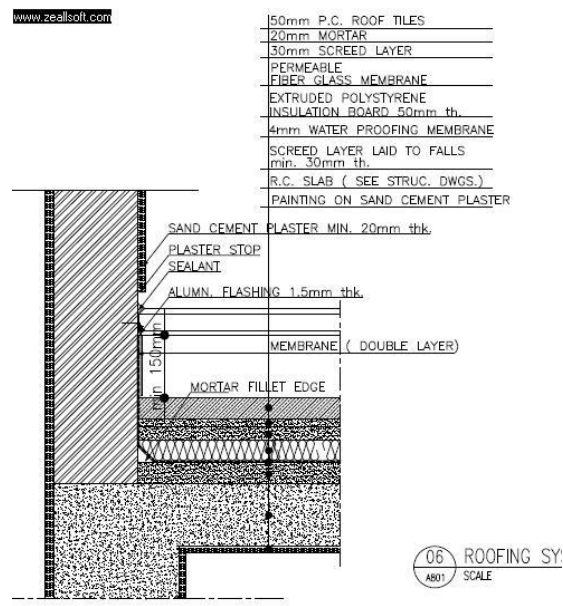 www.zeallsoft.com
50mm P.C. ROOF TILES
20mm MORTAR
30mm SCREED LAYER
PERMEABLE
FIBER GLASS MEMBRANE
EXTRUDED POLYSTYRENE
INSULATION BOARD 50mm th.
4mm WATER PROOFING MEMBRANE
SCREED LAYER LAID TO FALLS
min. 30mm th.
R.C. SLAB ( SEE STRUC. DWGS.)
PAINTING ON SAND CEMENT PLASTER
SAND CEMENT PLASTER MIN. 20mm thk.
PLASTER STOP
SEALANT
ALUMN. FLASHING 1.5mm thk.
min 150mm
MEMBRANE ( DOUBLE LAYER)
MORTAR FILLET EDGE
06 ROOFING SYS
A801 SCALE